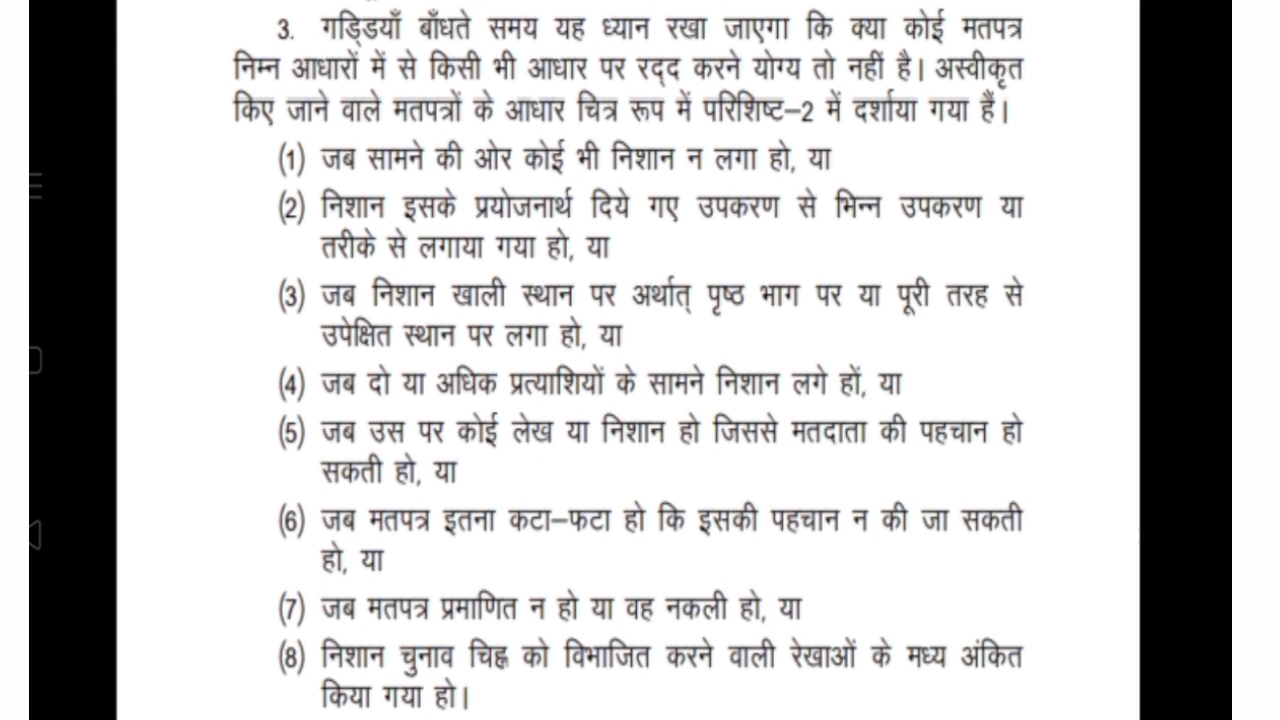 3. गड्डियाँ बाँधते समय यह ध्यान रखा जाएगा कि क्या कोई मतपत्र
निम्न आधारों में से किसी भी आधार पर रद्द करने योग्य तो नहीं है। अस्वीकृत
किए जाने वाले मतपत्रों के आधार चित्र रूप में परिशिष्ट–2 में दर्शाया गया हैं।
(1) जब सामने की ओर कोई भी निशान न लगा हो, या
(2) निशान इसके प्रयोजनार्थ दिये गए उपकरण से भिन्न उपकरण या
तरीके से लगाया गया हो, या
(3) जब निशान खाली स्थान पर अर्थात् पृष्ठ भाग पर या पूरी तरह से
उपेक्षित स्थान पर लगा हो, या
(4) जब दो या अधिक प्रत्याशियों के सामने निशान लगे हों, या
(5) जब उस पर कोई लेख या निशान हो जिससे मतदाता की पहचान हो
सकती हो, या
(6) जब मतपत्र इतना कटा–फटा हो कि इसकी पहचान न की जा सकती
हो, या
(7) जब मतपत्र प्रमाणित न हो या वह नकली हो, या
(8) निशान चुनाव चिह्न को विभाजित करने वाली रेखाओं के मध्य अंकित
किया गया हो।